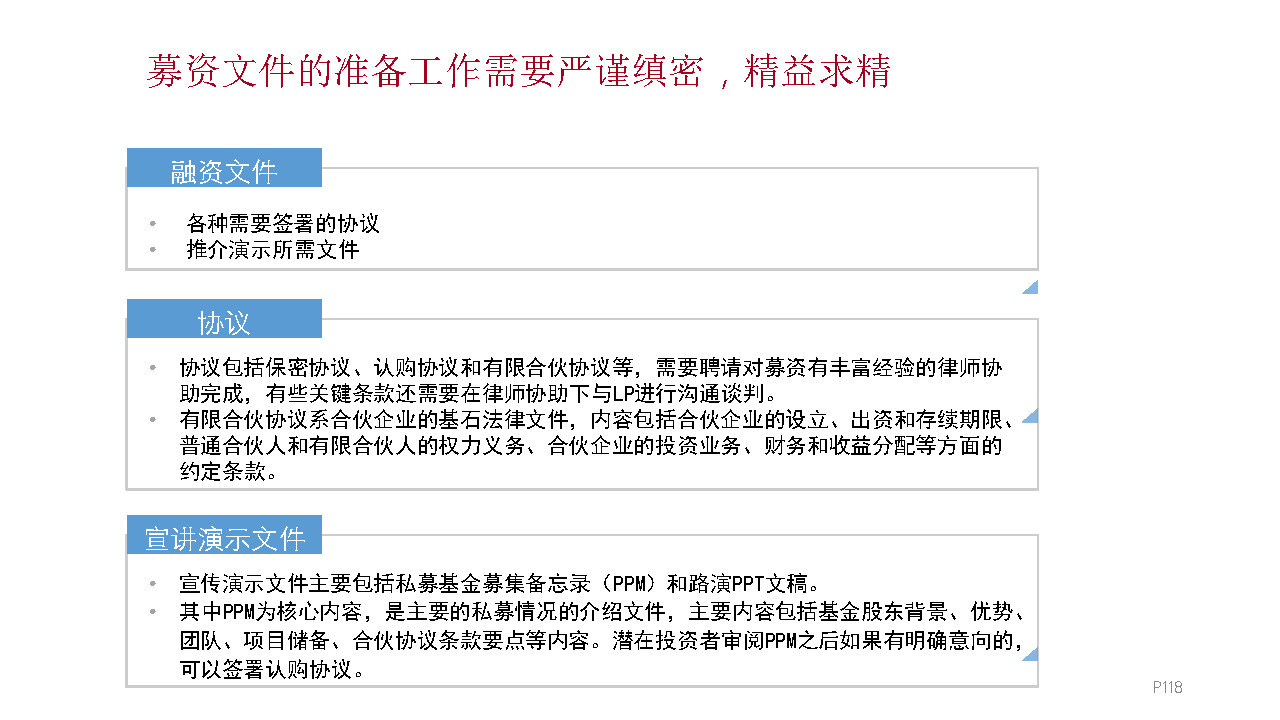 募资文件的准备工作需要严谨缜密，精益求精
融资文件
• 各种需要签署的协议
• 推介演示所需文件
协议
• 协议包括保密协议、认购协议和有限合伙协议等，需要聘请对募资有丰富经验的律师协
助完成，有些关键条款还需要在律师协助下与LP进行沟通谈判。
• 有限合伙协议系合伙企业的基石法律文件，内容包括合伙企业的设立、出资和存续期限、
普通合伙人和有限合伙人的权力义务、合伙企业的投资业务、财务和收益分配等方面的
约定条款。
宣讲演示文件
• 宣传演示文件主要包括私募基金募集备忘录（PPM）和路演PPT文稿。
• 其中PPM为核心内容，是主要的私募情况的介绍文件，主要内容包括基金股东背景、优势、
团队、项目储备、合伙协议条款要点等内容。潜在投资者审阅PPM之后如果有明确意向的，
可以签署认购协议。
P118